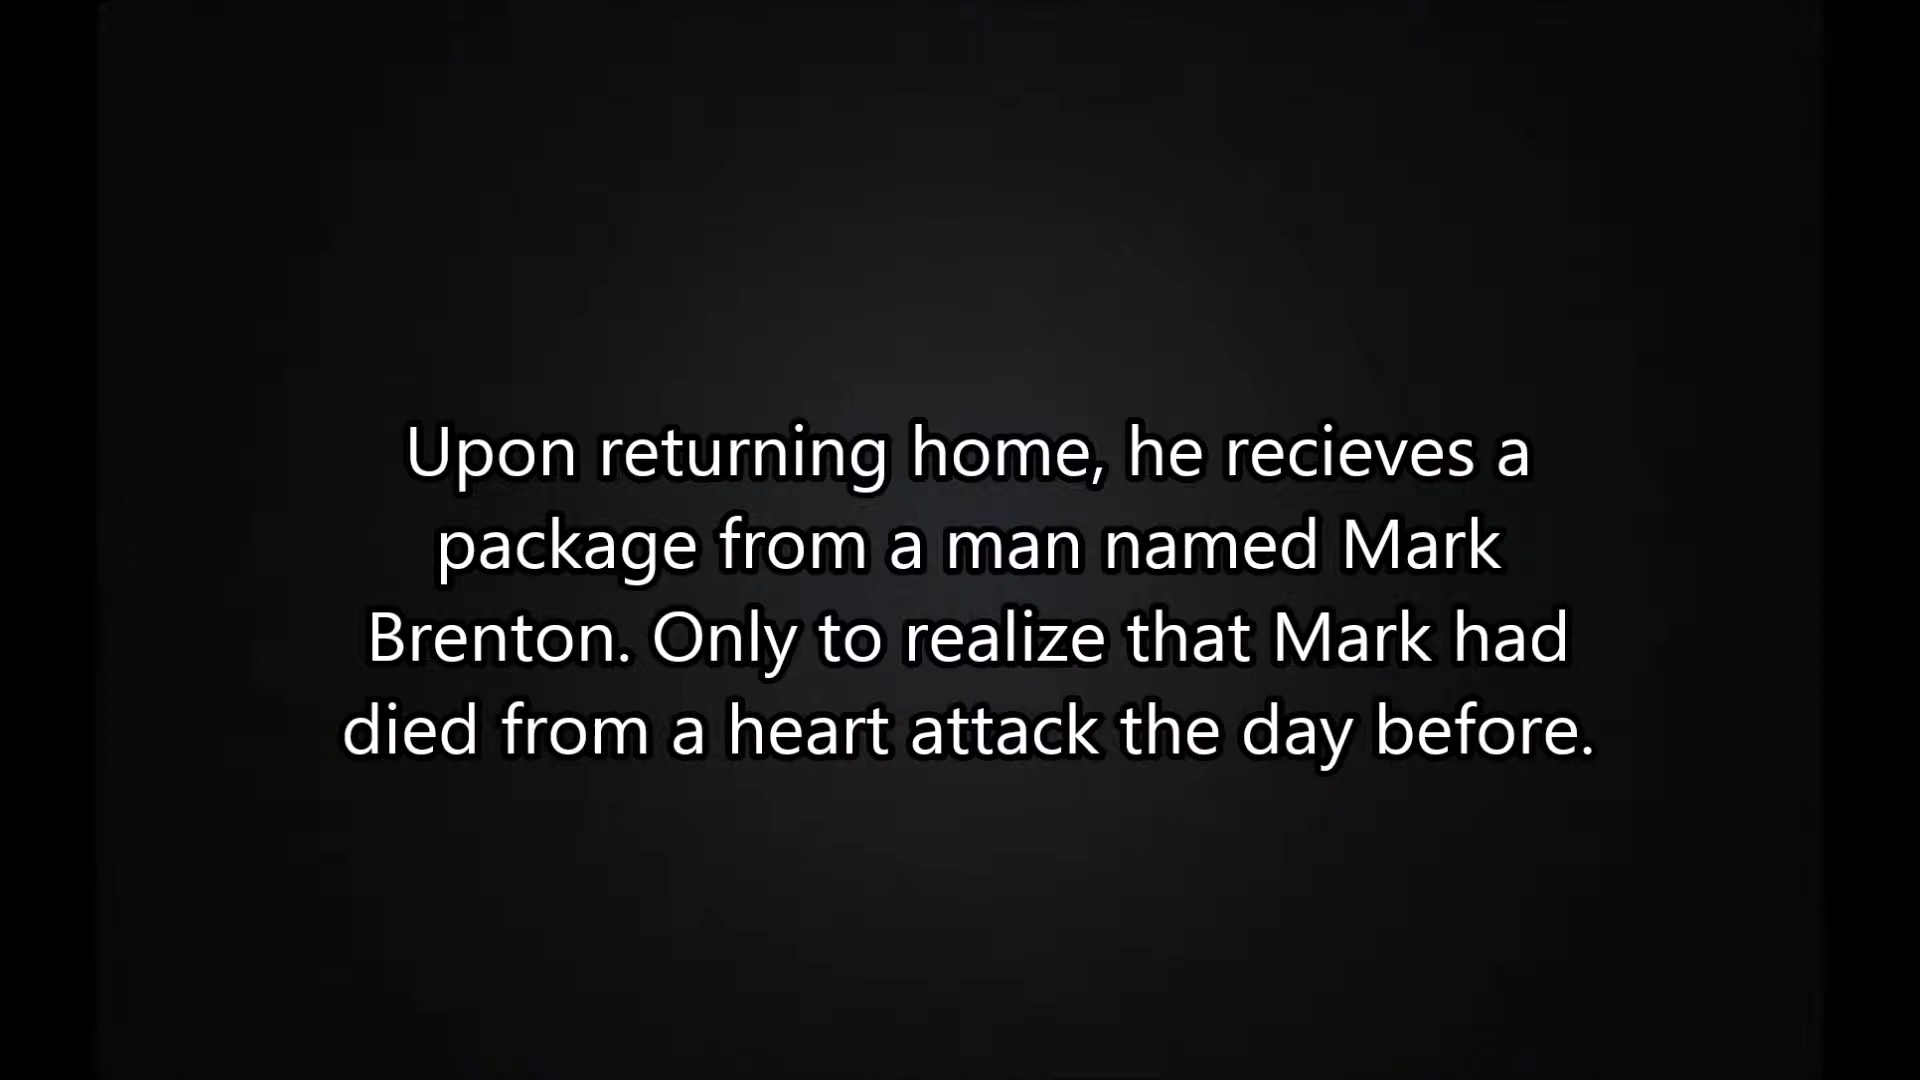 Upon returning home, he recieves a
package from a man named Mark
Brenton. Only to realize that Mark had
died from a heart attack the day before.